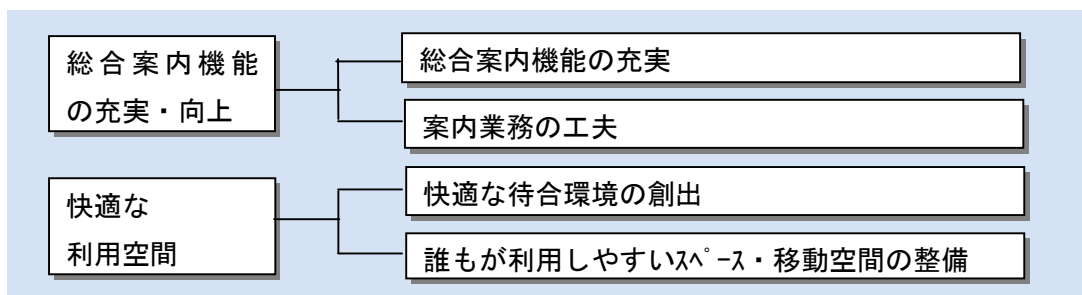 総合案内機能
の充実・向上
総合案内機能の充実
案内業務の工夫
快適な
利用空間
快適な待合環境の創出
誰もが利用しやすいｽﾍﾟｰｽ・移動空間の整備